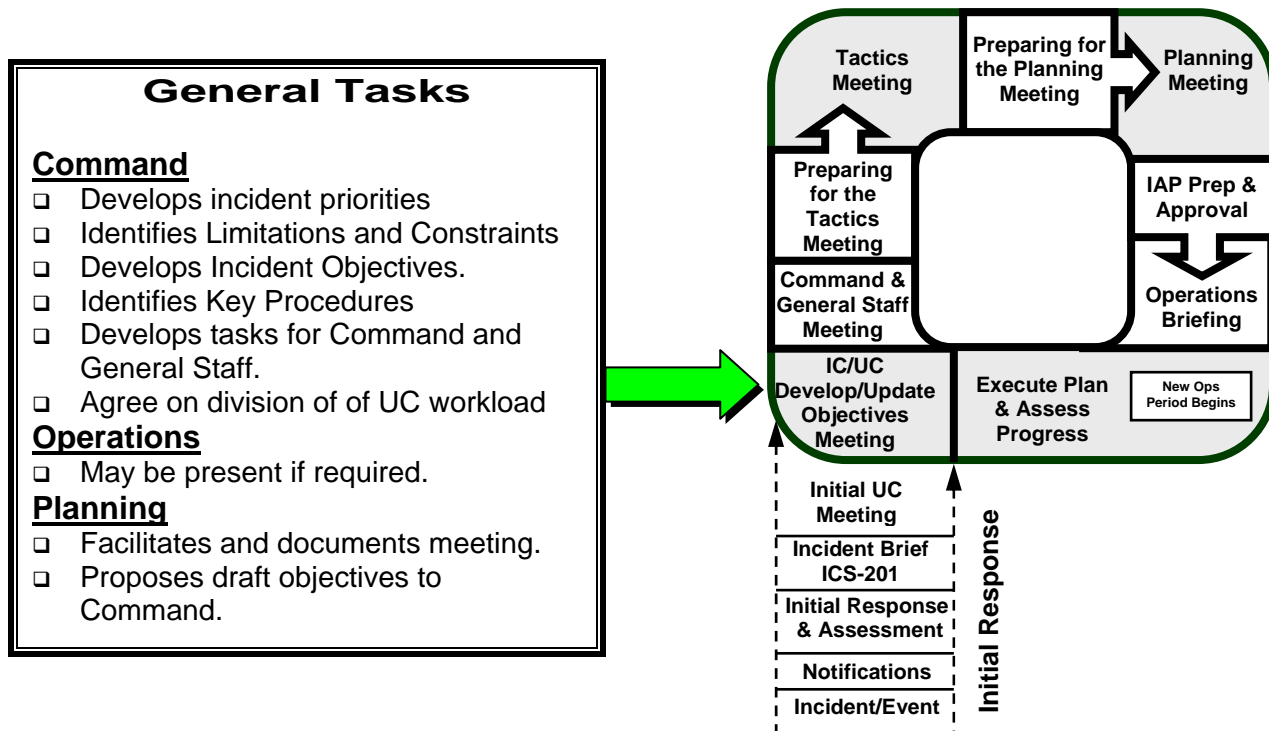 General Tasks
Command
❑ Develops incident priorities
❑ Identifies Limitations and Constraints
❑ Develops Incident Objectives.
❑ Identifies Key Procedures
❑ Develops tasks for Command and
General Staff.
❑ Agree on division of of UC workload
Operations
❑ May be present if required.
Planning
❑ Facilitates and documents meeting.
❑ Proposes draft objectives to
Command.
Tactics
Meeting
Preparing for
the Planning
Meeting
Planning
Meeting
Preparing
for the
Tactics
Meeting
IAP Prep &
Approval
Command &
General Staff
Meeting
Operations
Briefing
IC/UC
Develop/Update
Objectives
Meeting
Execute Plan
& Assess
Progress
New Ops
Period Begins
Initial UC
Meeting
Incident Brief
ICS-201
Initial Response
& Assessment
Notifications
Incident/Event
Initial Response